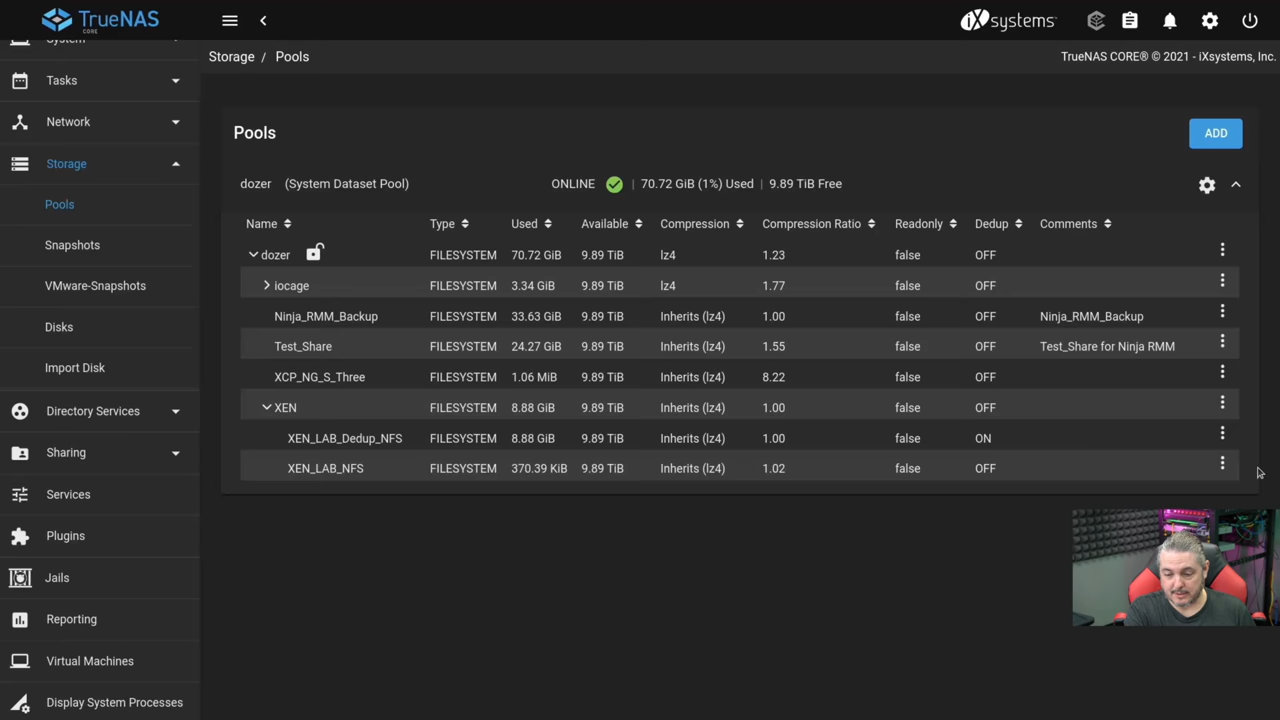 TrueNAS
CORE
iXsystems
Storage / Pools
TrueNAS CORE® © 2021 - iXsystems, Inc.
System
Tasks
Network
Storage
Pools
Snapshots
VMware-Snapshots
Disks
Import Disk
Directory Services
Sharing
Services
Plugins
Jails
Reporting
Virtual Machines
Display System Processes
Pools
ADD
dozer (System Dataset Pool) ONLINE | 70.72 GiB (1%) Used | 9.89 TiB Free
Name Type Used Available Compression Compression Ratio Readonly Dedup Comments
dozer FILESYSTEM 70.72 GiB 9.89 TiB lz4 1.23 false OFF
iocage FILESYSTEM 3.34 GiB 9.89 TiB lz4 1.77 false OFF
Ninja_RMM_Backup FILESYSTEM 33.63 GiB 9.89 TiB Inherits (lz4) 1.00 false OFF Ninja_RMM_Backup
Test_Share FILESYSTEM 24.27 GiB 9.89 TiB Inherits (lz4) 1.55 false OFF Test_Share for Ninja RMM
XCP_NG_S_Three FILESYSTEM 1.06 MiB 9.89 TiB Inherits (lz4) 8.22 false OFF
XEN FILESYSTEM 8.88 GiB 9.89 TiB Inherits (lz4) 1.00 false OFF
XEN_LAB_Dedup_NFS FILESYSTEM 8.88 GiB 9.89 TiB Inherits (lz4) 1.00 false ON
XEN_LAB_NFS FILESYSTEM 370.39 KiB 9.89 TiB Inherits (lz4) 1.02 false OFF